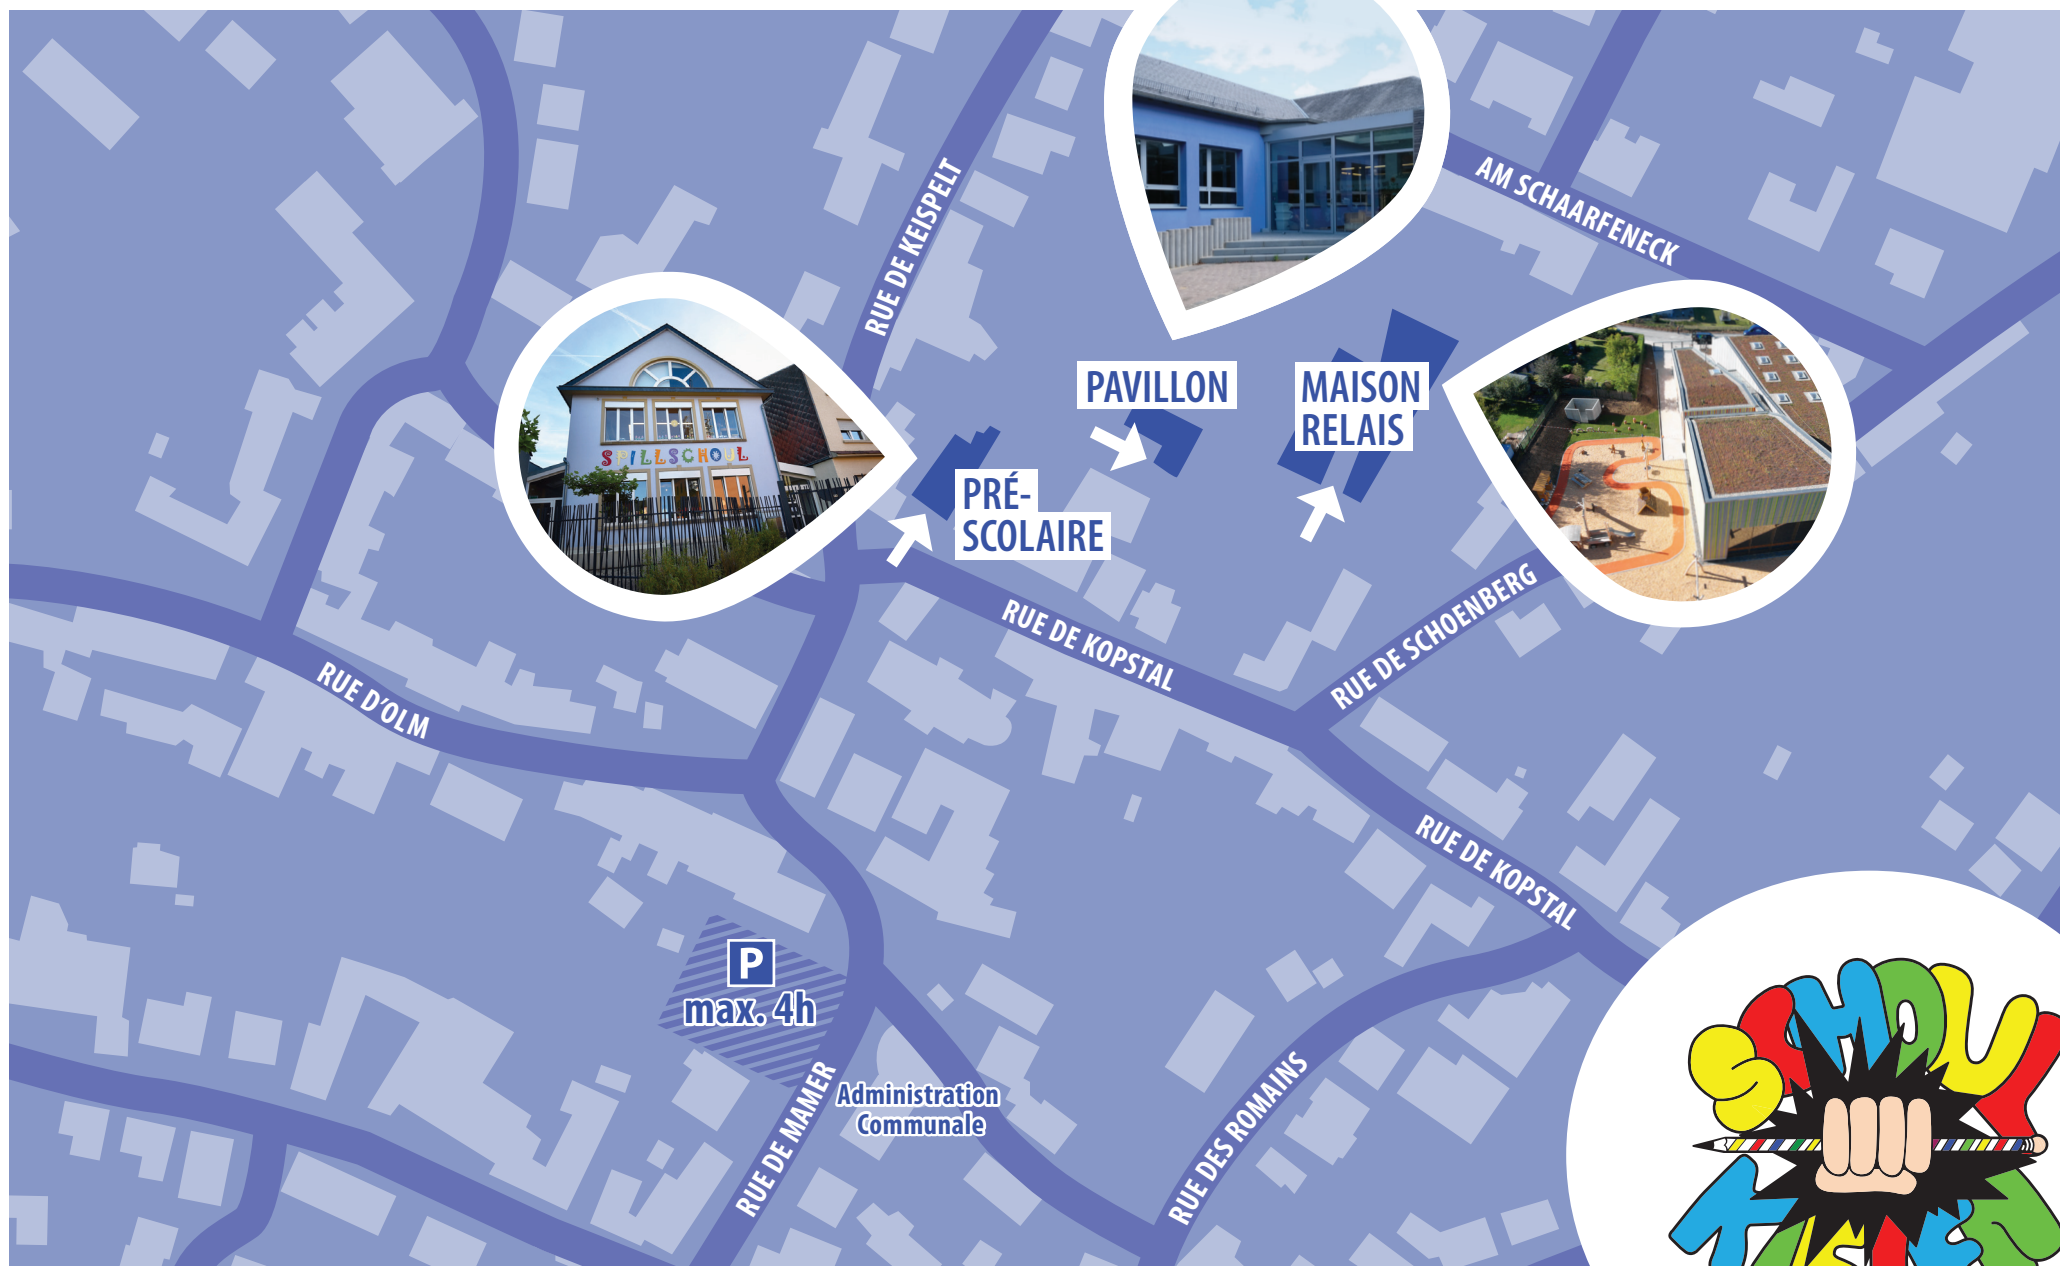 AM SCHAARFENECK
RUE DE KEISPELT
PAVILLON
MAISON
RELAIS
SPILLSCHOUL
PRÉ-
SCOLAIRE
RUE DE KOPSTAL
RUE DE SCHOENBERG
RUE D'OLM
RUE DE KOPSTAL
P
max. 4h
SCHOUL
RUE DE MAMER
Administration
Communale
RUE DES ROMAINS